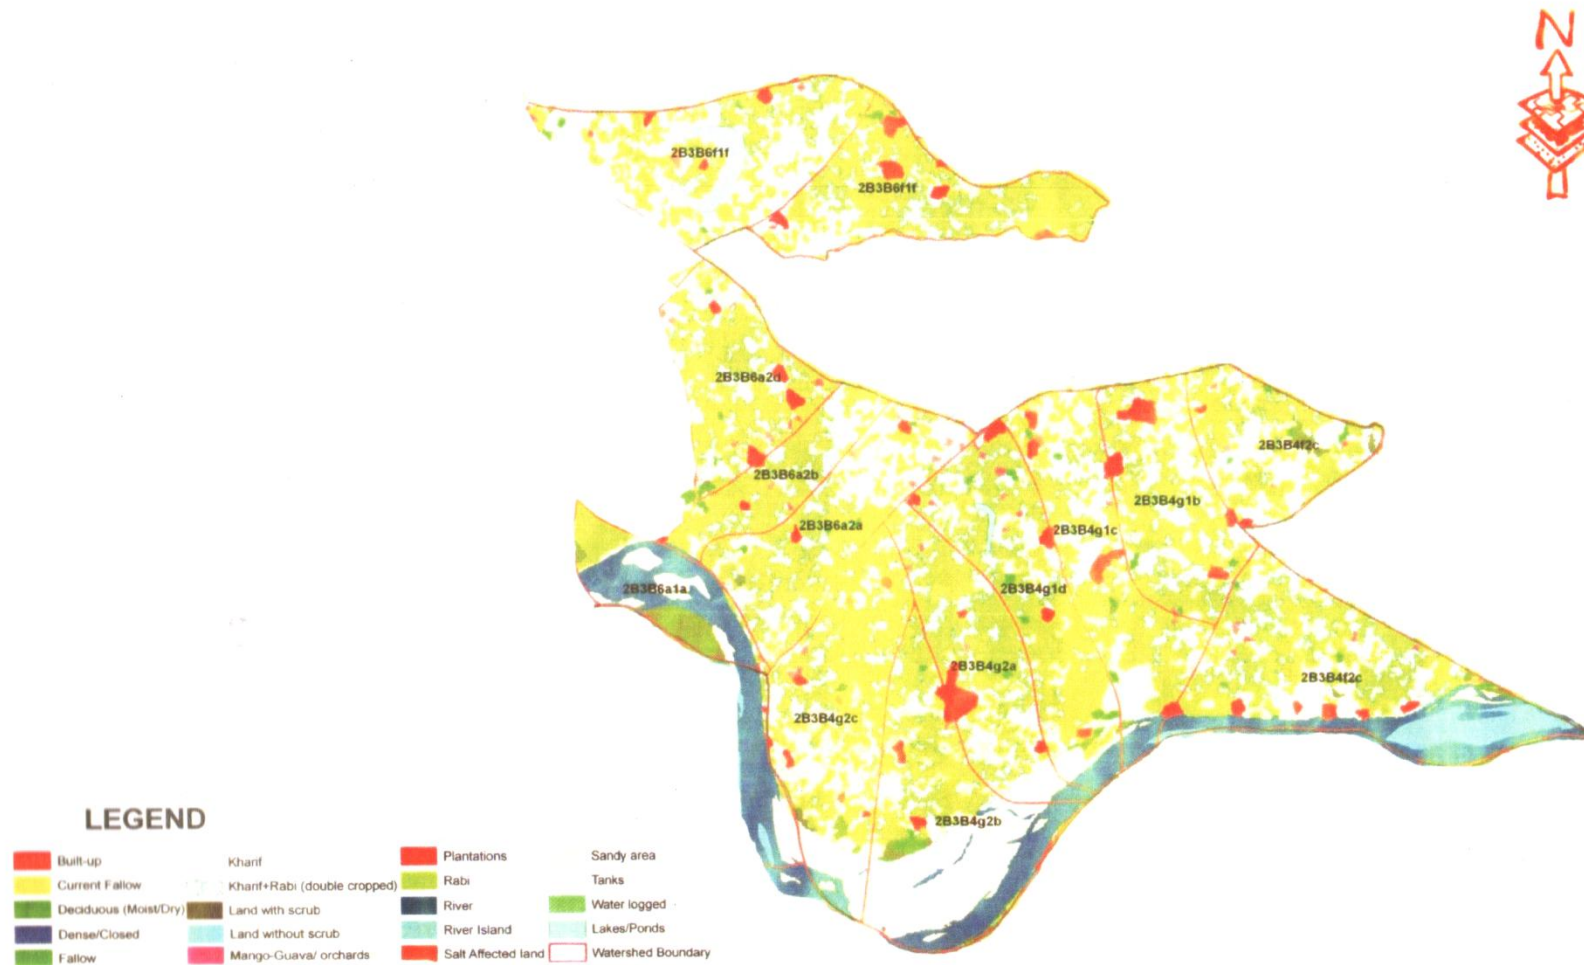 N
2B3B6f1f
2B3B6f1f
2B3B6a2d
2B3B4f2c
2B3B6a2b
2B3B4g1b
2B3B6a2a
2B3B4g1c
2B3B6a1a
2B3B4g1d
2B3B4g2a
2B3B4f2c
2B3B4g2c
2B3B4g2b
LEGEND
Built-up
Current Fallow
Deciduous (Moist/Dry)
Dense/Closed
Fallow
Kharif
Kharif+Rabi (double cropped)
Land with scrub
Land without scrub
Mango-Guava/ orchards
Plantations
Rabi
River
River Island
Salt Affected land
Sandy area
Tanks
Water logged
Lakes/Ponds
Watershed Boundary